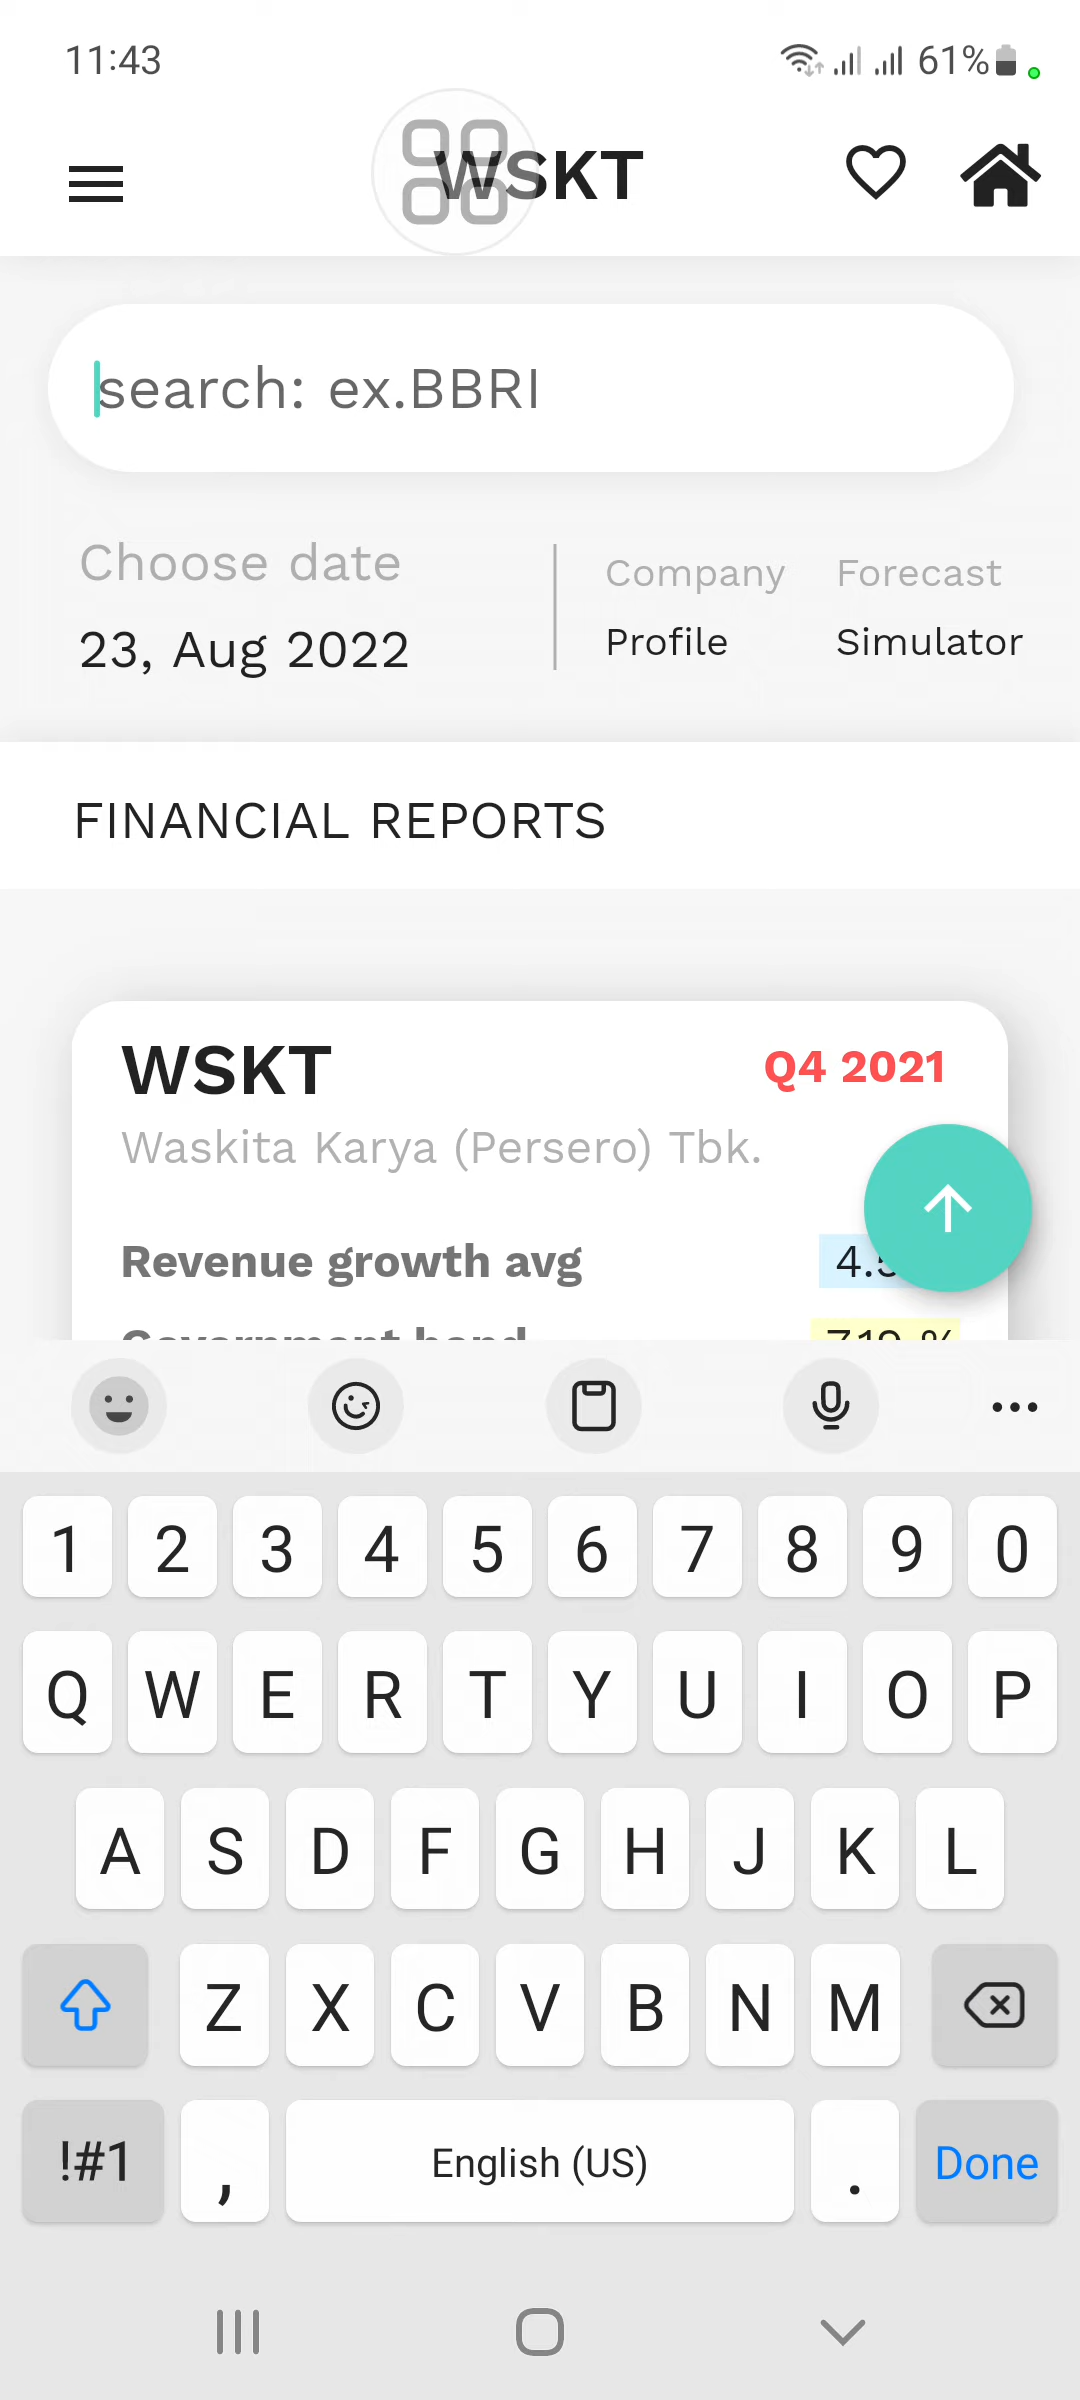 11:43 61%
WSKT
search: ex.BBRI
Choose date
23, Aug 2022
Company Forecast
Profile Simulator
FINANCIAL REPORTS
WSKT Q4 2021
Waskita Karya (Persero) Tbk.
Revenue growth avg
1 2 3 4 5 6 7 8 9 0
Q W E R T Y U I O P
A S D F G H J K L
Z X C V B N M
!#1 , English (US) . Done